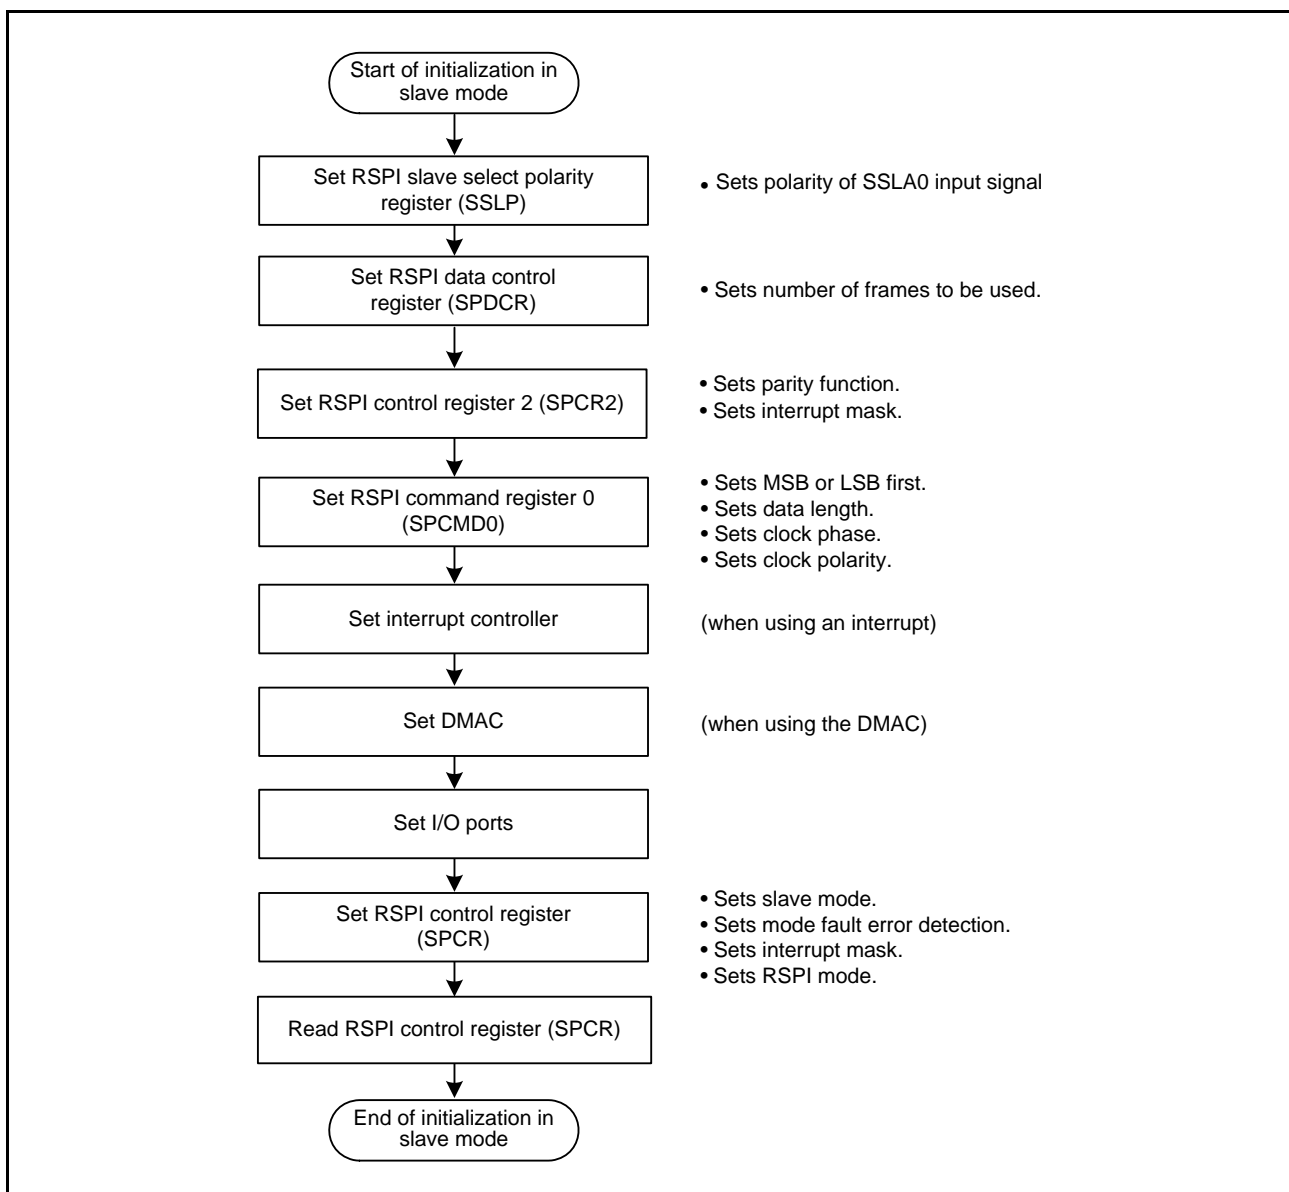 Start of initialization in
slave mode
Set RSPI slave select polarity
register (SSLP)
• Sets polarity of SSLA0 input signal
Set RSPI data control
register (SPDCR)
• Sets number of frames to be used.
Set RSPI control register 2 (SPCR2)
• Sets parity function.
• Sets interrupt mask.
Set RSPI command register 0
(SPCMD0)
• Sets MSB or LSB first.
• Sets data length.
• Sets clock phase.
• Sets clock polarity.
Set interrupt controller
(when using an interrupt)
Set DMAC
(when using the DMAC)
Set I/O ports
Set RSPI control register
(SPCR)
• Sets slave mode.
• Sets mode fault error detection.
• Sets interrupt mask.
• Sets RSPI mode.
Read RSPI control register (SPCR)
End of initialization in
slave mode